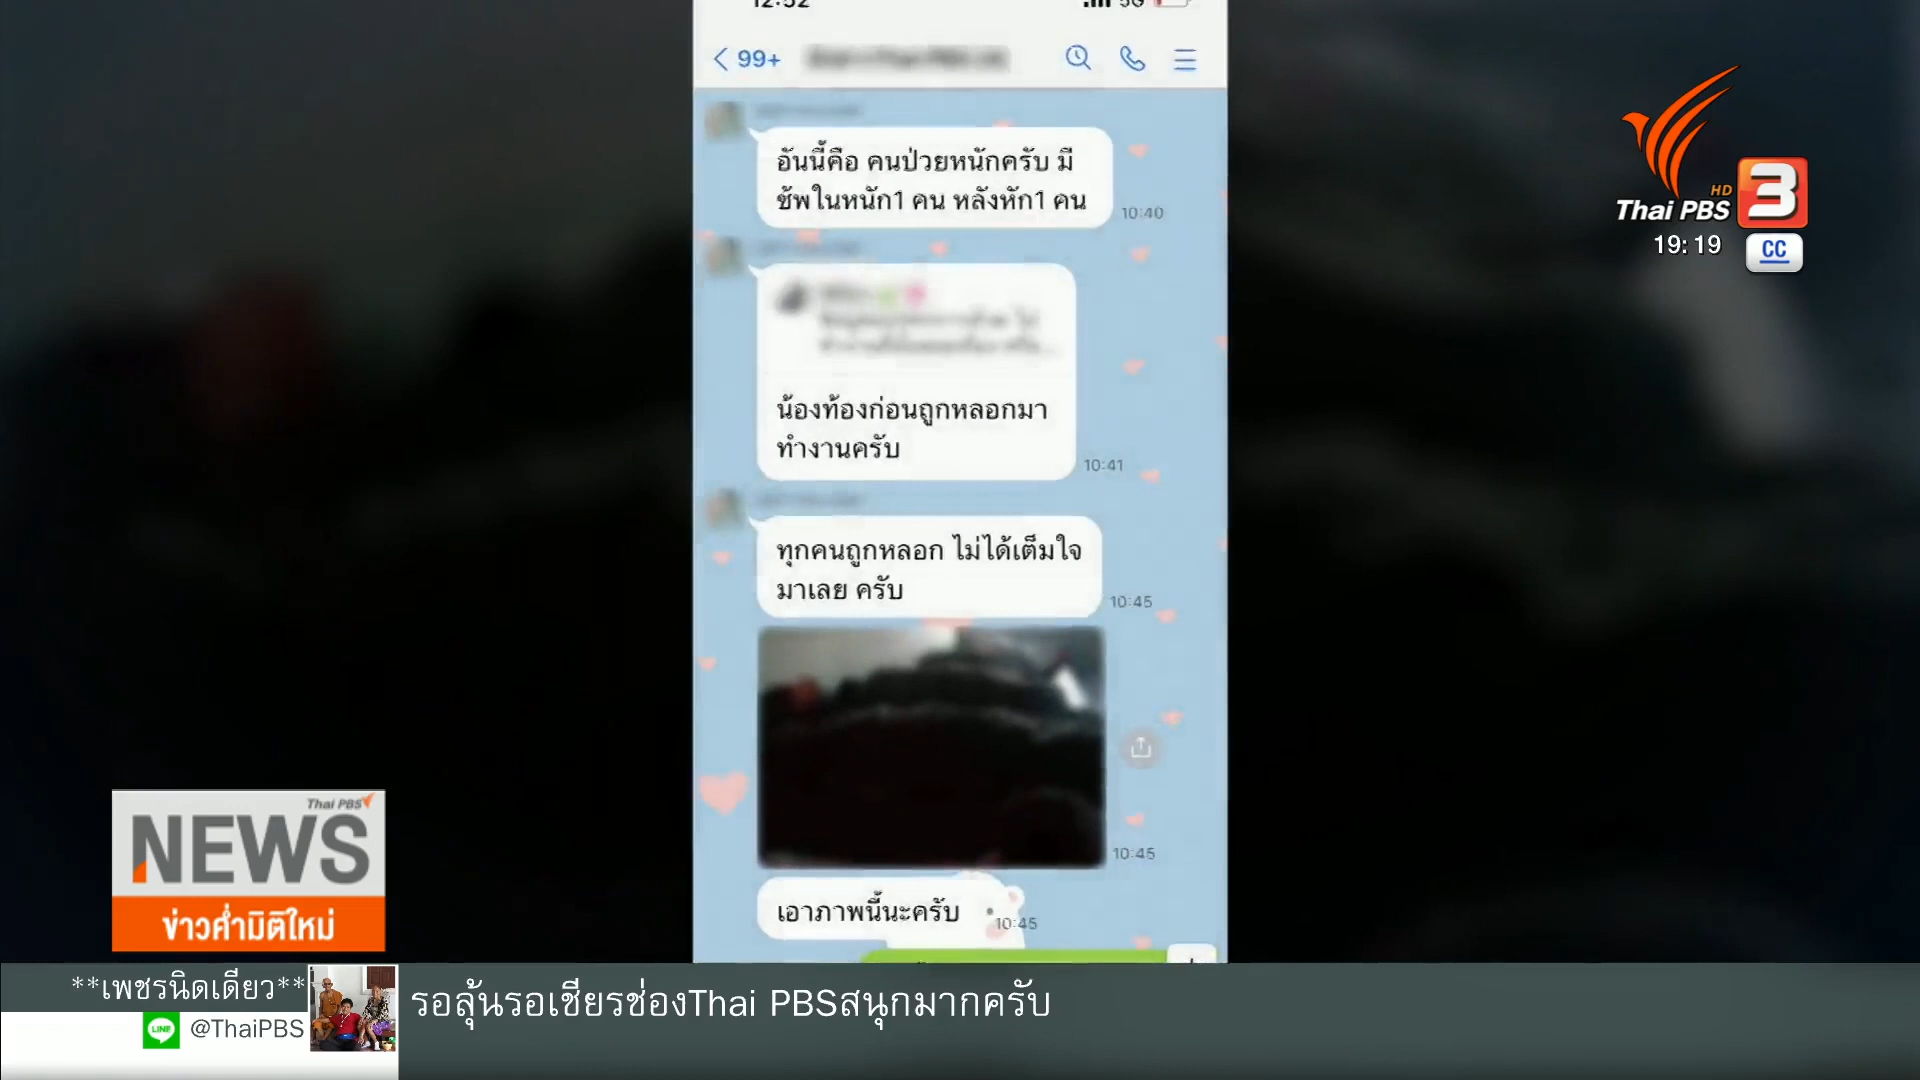 12:52
5G
99+
อันนี้คือ คนป่วยหนักครับ มี
ช้พในหนัก1 คน หลังหัก1 คน
10:40
น้องท้องก่อนถูกหลอกมา
ทำงานครับ
10:41
ทุกคนถูกหลอก ไม่ได้เต็มใจ
มาเลย ครับ
10:45
10:45
เอาภาพนี้นะครับ
10:45
HD
Thai PBS 3
19:19
CC
Thai PBS
NEWS
ข่าวค่ำมิติใหม่
**เพชรนิดเดียว**
LINE @ThaiPBS
รอลุ้นรอเชียรช่องThai PBSสนุกมากครับ